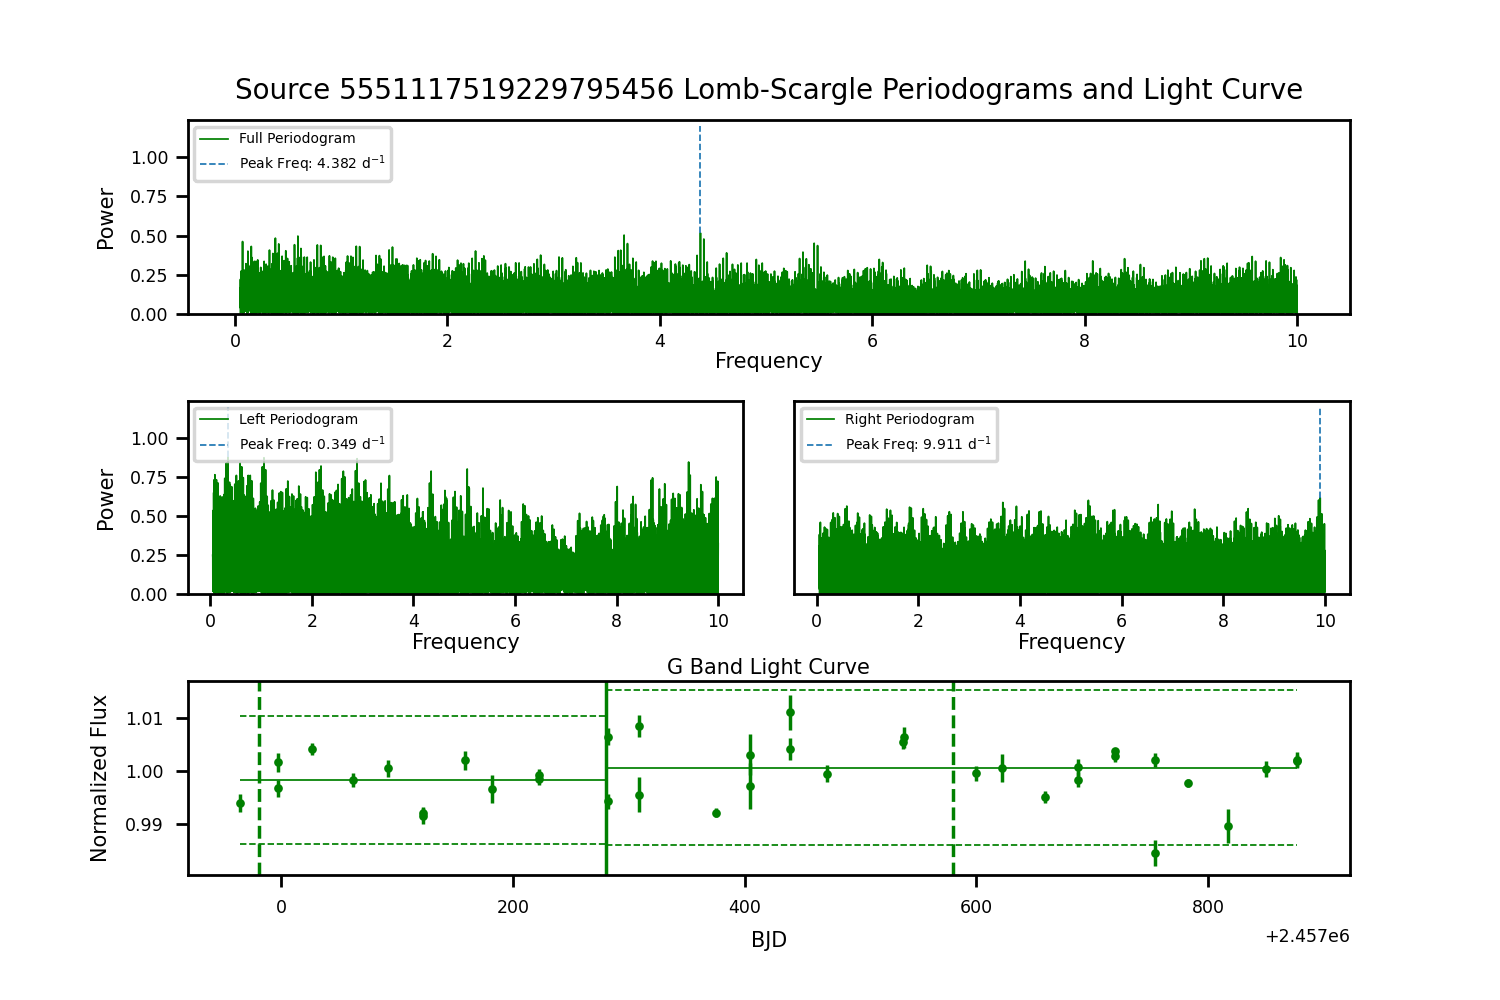 Source 5551117519229795456 Lomb-Scargle Periodograms and Light Curve
Full Periodogram
Peak Freq: 4.382 d⁻¹
Power
1.00
0.75
0.50
0.25
0.00
0 2 4 6 8 10
Frequency
Left Periodogram
Peak Freq: 0.349 d⁻¹
Power
1.00
0.75
0.50
0.25
0.00
0 2 4 6 8 10
Frequency
Right Periodogram
Peak Freq: 9.911 d⁻¹
0 2 4 6 8 10
Frequency
G Band Light Curve
Normalized Flux
1.01
1.00
0.99
0 200 400 600 800
BJD
+2.457e6